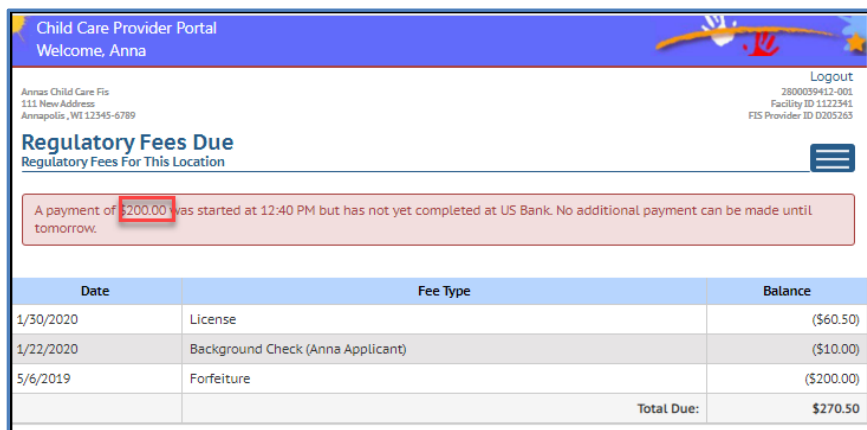 Child Care Provider Portal
Welcome, Anna
Logout
Annas Child Care Fis
111 New Address
Annapolis , WI 12345-6789
2800039412-001
Facility ID 1122341
FIS Provider ID D205263
Regulatory Fees Due
Regulatory Fees For This Location
A payment of $200.00 was started at 12:40 PM but has not yet completed at US Bank. No additional payment can be made until
tomorrow.
Date Fee Type Balance
1/30/2020 License ($60.50)
1/22/2020 Background Check (Anna Applicant) ($10.00)
5/6/2019 Forfeiture ($200.00)
Total Due: $270.50